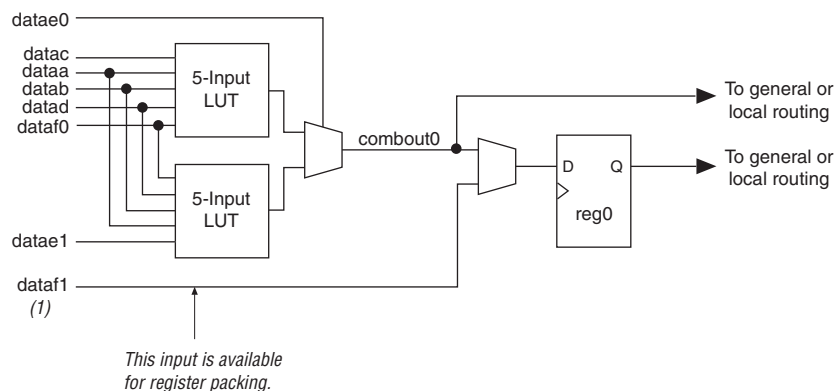 datae0
datac
dataa
datab
datad
dataf0
5-Input
LUT
combout0
To general or
local routing
D Q
reg0
To general or
local routing
5-Input
LUT
datae1
dataf1
(1)
This input is available
for register packing.